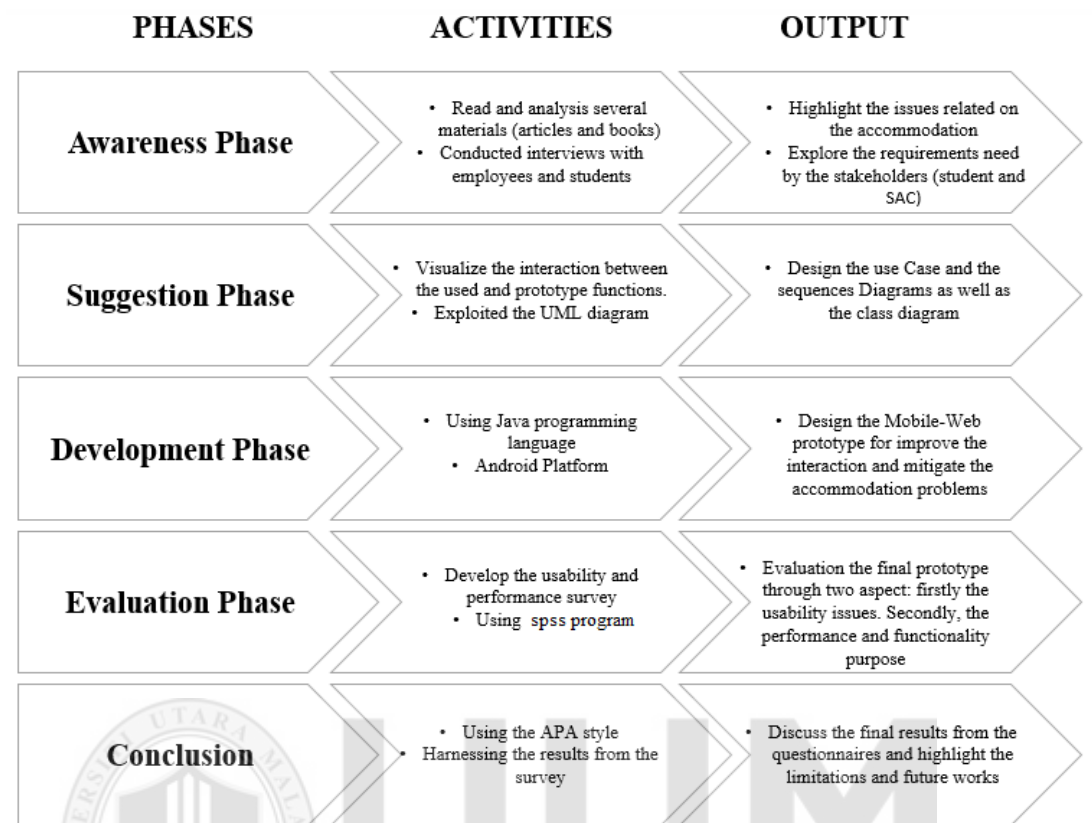 PHASES ACTIVITIES OUTPUT
Awareness Phase
• Read and analysis several
materials (articles and books)
• Conducted interviews with
employees and students
• Highlight the issues related on
the accommodation
• Explore the requirements need
by the stakeholders (student and
SAC)
Suggestion Phase
• Visualize the interaction between
the used and prototype functions.
• Exploited the UML diagram
• Design the use Case and the
sequences Diagrams as well as
the class diagram
Development Phase
• Using Java programming
language
• Android Platform
• Design the Mobile-Web
prototype for improve the
interaction and mitigate the
accommodation problems
Evaluation Phase
• Develop the usability and
performance survey
• Using spss program
• Evaluation the final prototype
through two aspect: firstly the
usability issues. Secondly, the
performance and functionality
purpose
Conclusion
• Using the APA style
• Harnessing the results from the
survey
• Discuss the final results from the
questionnaires and highlight the
limitations and future works
UTARA